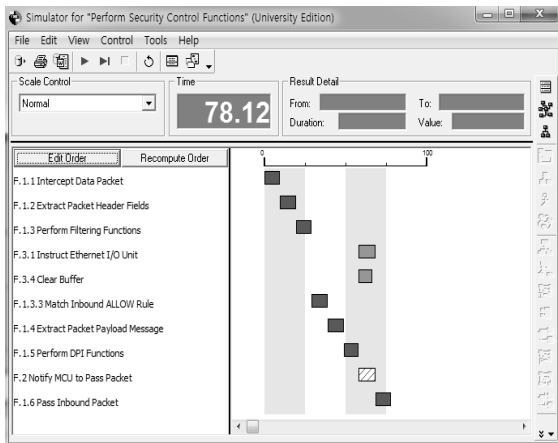 Simulator for "Perform Security Control Functions" (University Edition)
File Edit View Control Tools Help
Scale Control
Normal
Time
78.12
Result Detail
From:
To:
Duration:
Value:
Edit Order
Recompute Order
0
100
F.1.1 Intercept Data Packet
F.1.2 Extract Packet Header Fields
F.1.3 Perform Filtering Functions
F.3.1 Instruct Ethernet I/O Unit
F.3.4 Clear Buffer
F.1.3.3 Match Inbound ALLOW Rule
F.1.4 Extract Packet Payload Message
F.1.5 Perform DPI Functions
F.2 Notify MCU to Pass Packet
F.1.6 Pass Inbound Packet